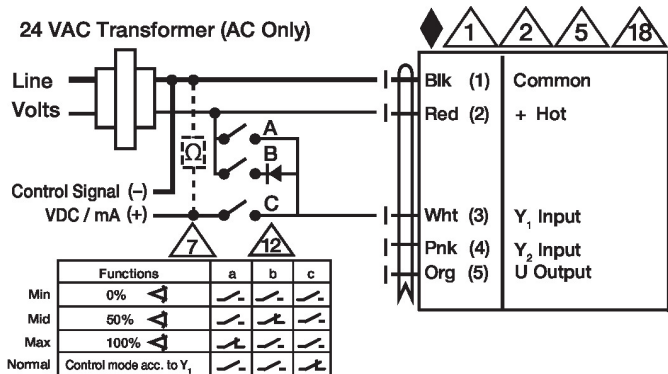 24 VAC Transformer (AC Only)
1 2 5 18
Line
Volts
Blk (1) Common
Red (2) + Hot
A
B
C
Ω
Control Signal (–)
VDC / mA (+)
Wht (3) Y₁ Input
Pnk (4) Y₂ Input
Org (5) U Output
7 12
Functions a b c
Min 0%
Mid 50%
Max 100%
Normal Control mode acc. to Y₁